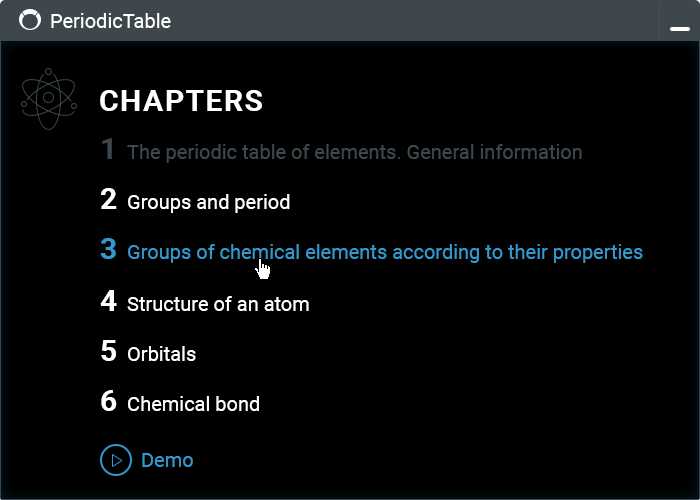 PeriodicTable
CHAPTERS
1 The periodic table of elements. General information
2 Groups and period
3 Groups of chemical elements according to their properties
4 Structure of an atom
5 Orbitals
6 Chemical bond
Demo